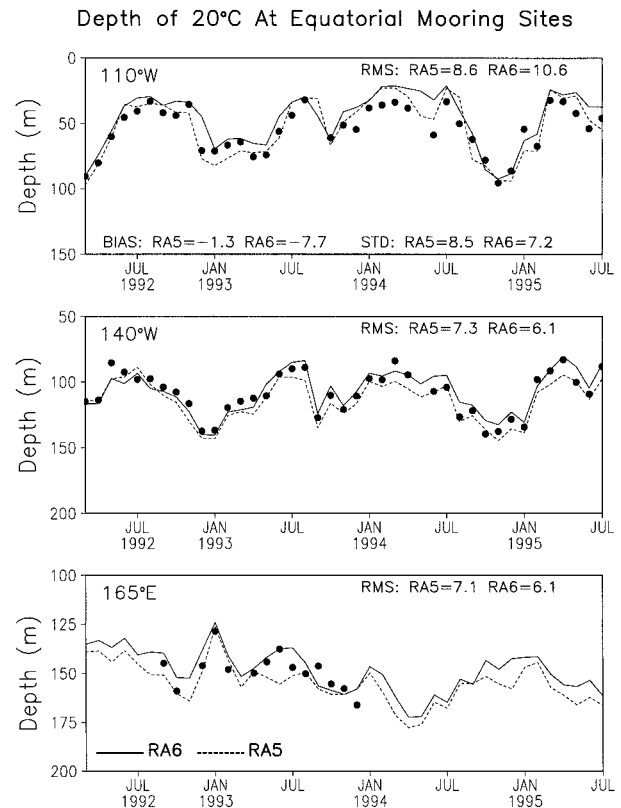 Depth of 20°C At Equatorial Mooring Sites
0
110°W
RMS: RA5=8.6 RA6=10.6
50
Depth (m)
100
BIAS: RA5=−1.3 RA6=−7.7 STD: RA5=8.5 RA6=7.2
150
JUL JAN JUL JAN JUL JAN JUL
1992 1993 1994 1995
50
140°W
RMS: RA5=7.3 RA6=6.1
100
Depth (m)
150
200
JUL JAN JUL JAN JUL JAN JUL
1992 1993 1994 1995
100
165°E
RMS: RA5=7.1 RA6=6.1
125
Depth (m)
150
175
RA6 RA5
200
JUL JAN JUL JAN JUL JAN JUL
1992 1993 1994 1995